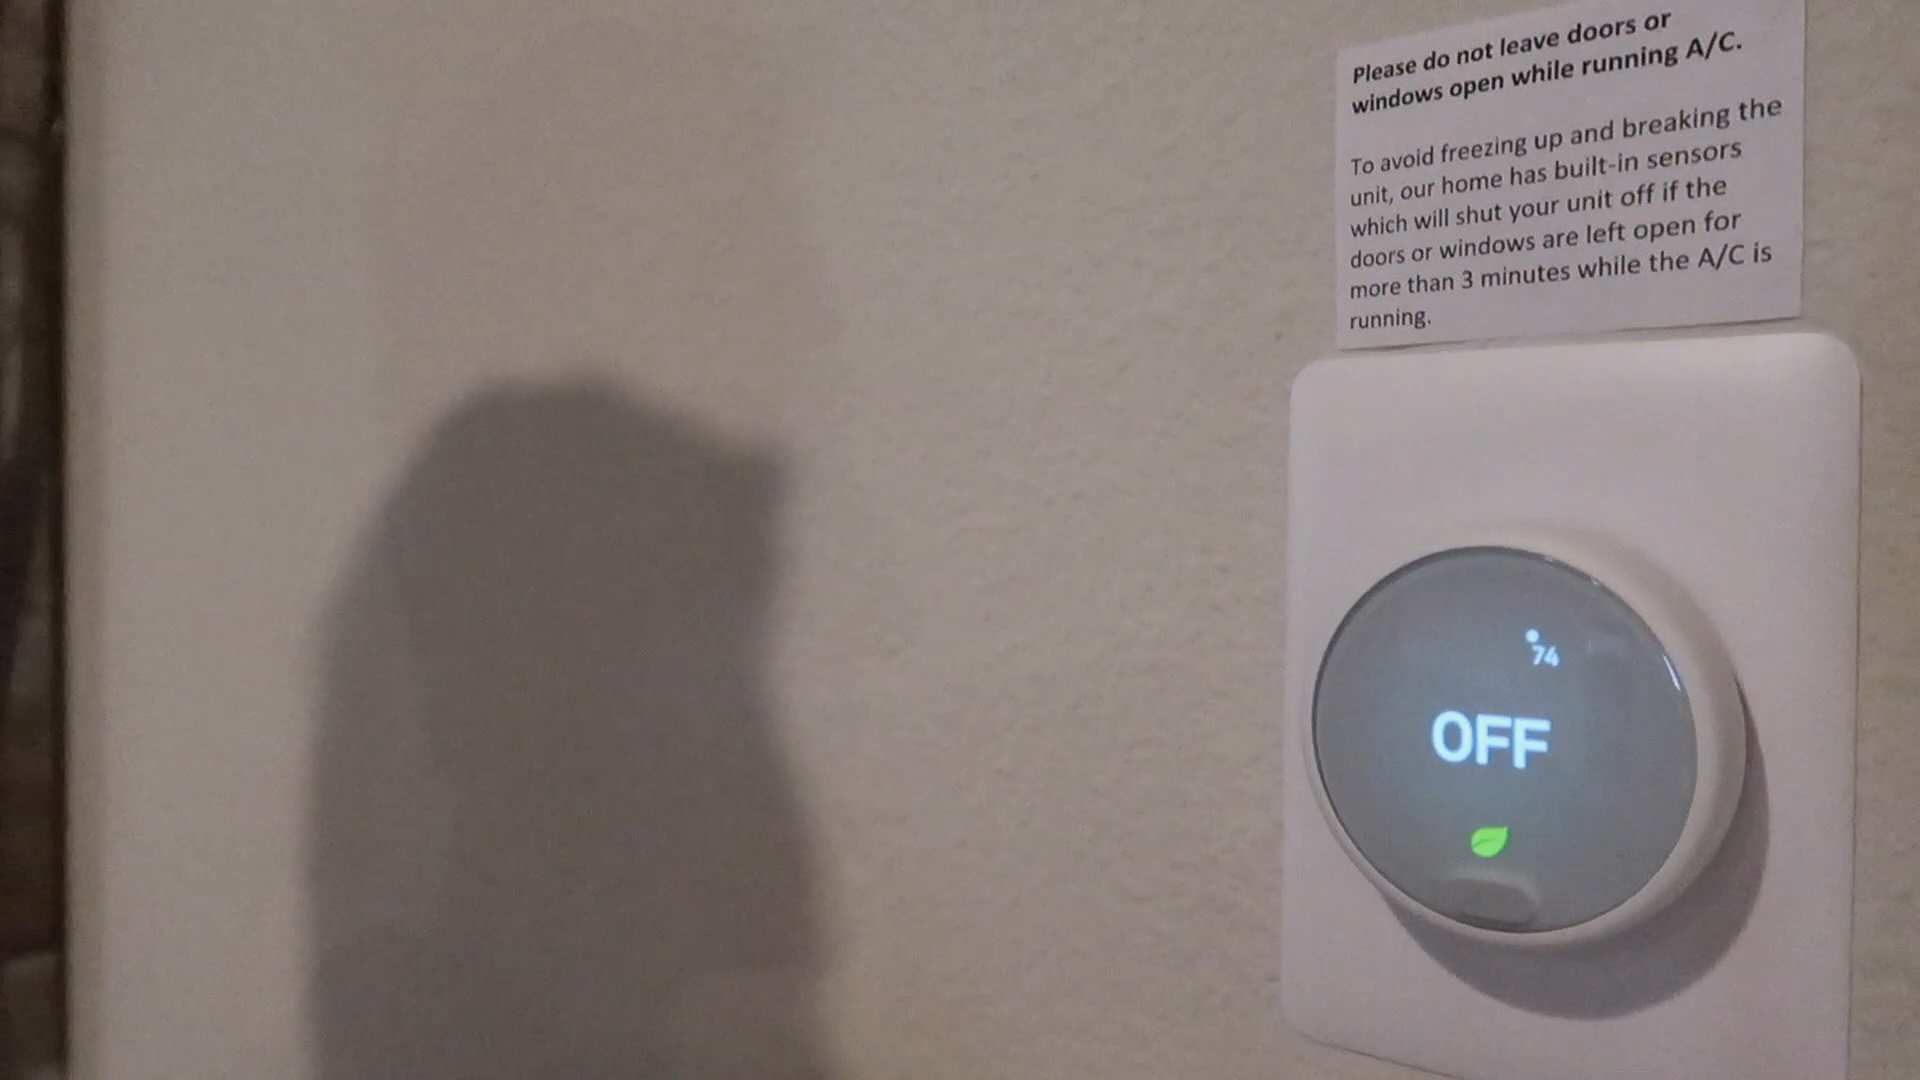 Please do not leave doors or
windows open while running A/C.
To avoid freezing up and breaking the
unit, our home has built-in sensors
which will shut your unit off if the
doors or windows are left open for
more than 3 minutes while the A/C is
running.
74
OFF